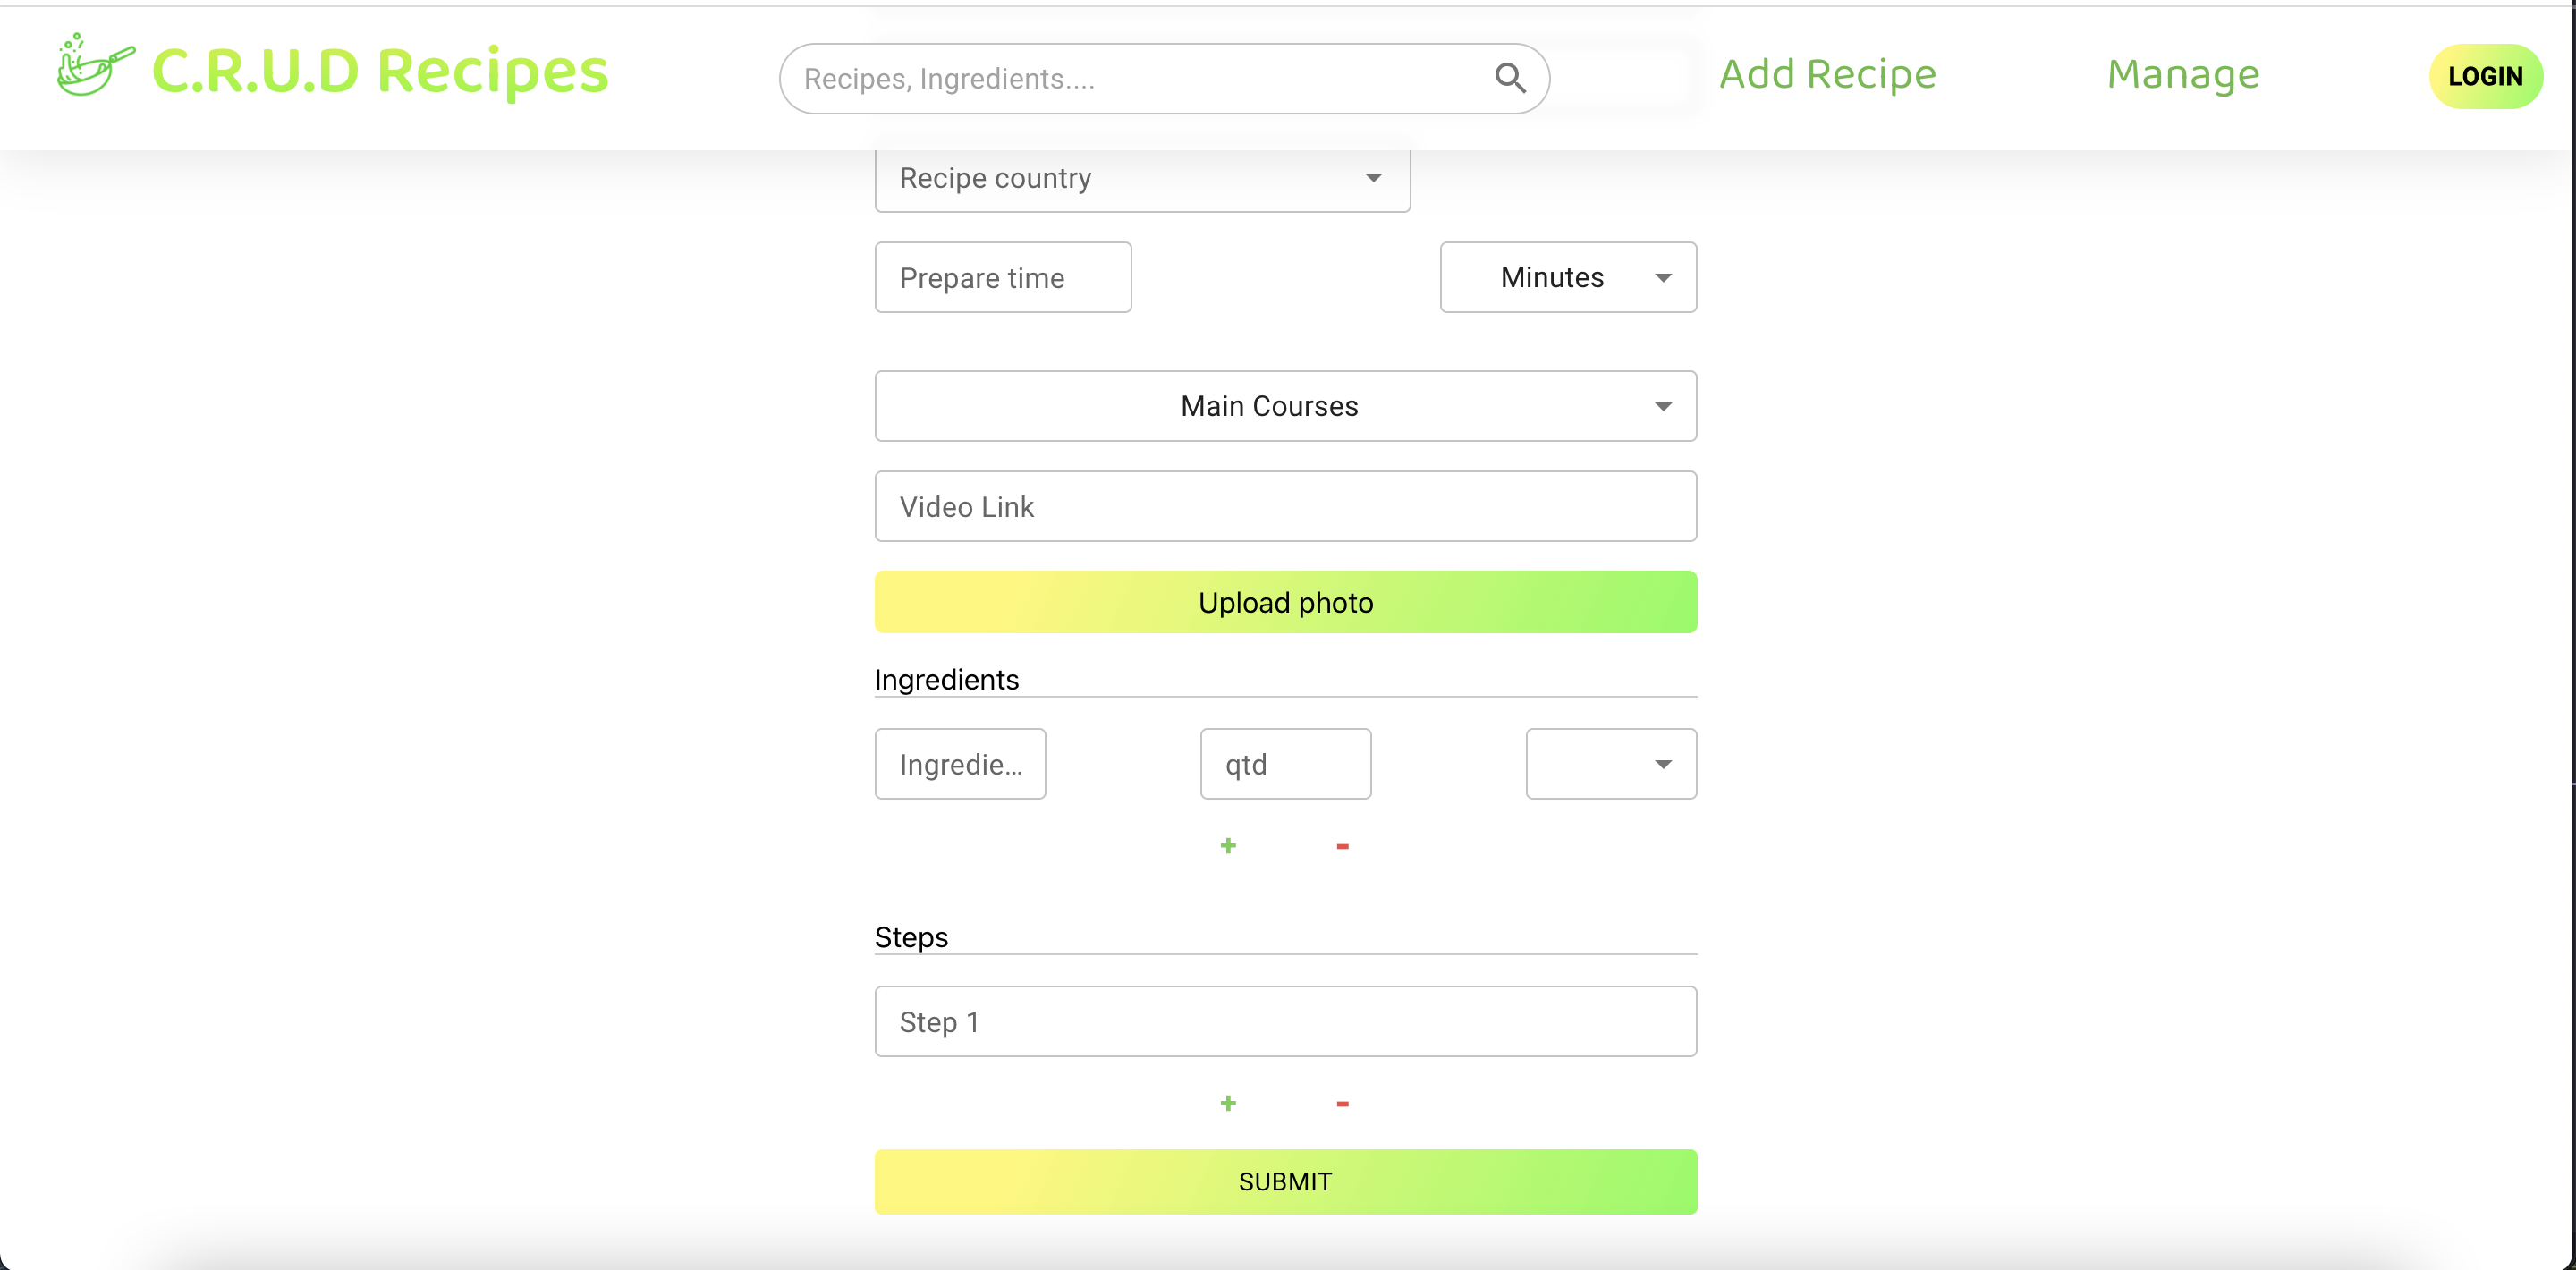 C.R.U.D Recipes
Recipes, Ingredients....
Add Recipe
Manage
LOGIN
Recipe country
Prepare time
Minutes
Main Courses
Video Link
Upload photo
Ingredients
Ingredie...
qtd
+ -
Steps
Step 1
+ -
SUBMIT